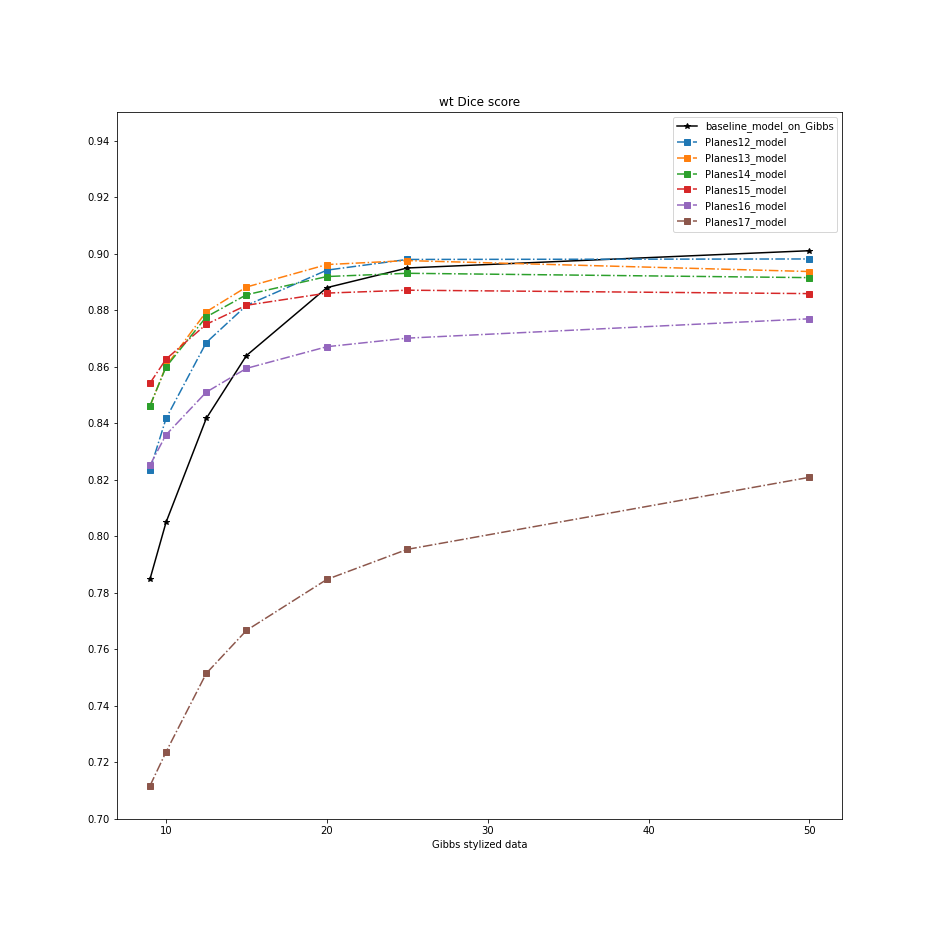 wt Dice score
baseline_model_on_Gibbs
Planes12_model
Planes13_model
Planes14_model
Planes15_model
Planes16_model
Planes17_model
0.94
0.92
0.90
0.88
0.86
0.84
0.82
0.80
0.78
0.76
0.74
0.72
0.70
10 20 30 40 50
Gibbs stylized data